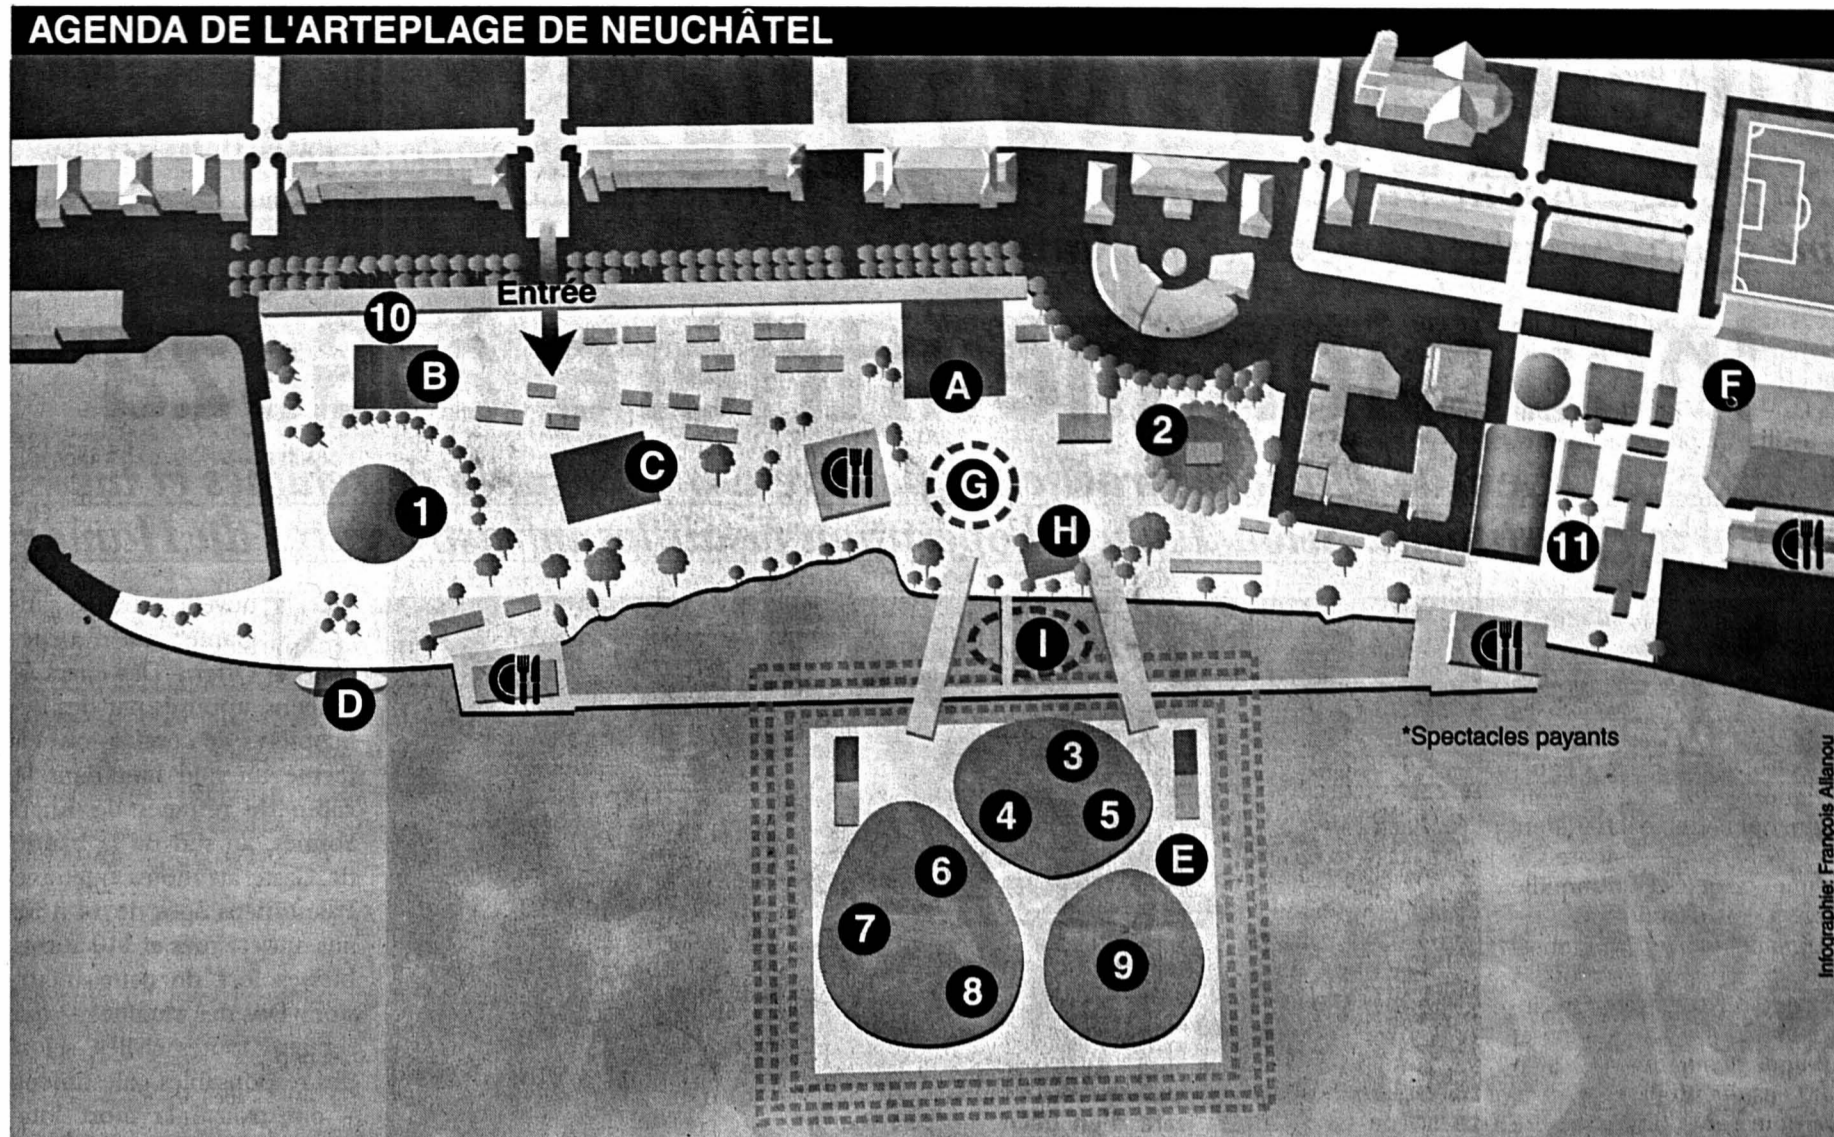 AGENDA DE L'ARTEPLAGE DE NEUCHÂTEL
Entrée
10
B
A
F
2
C
G
1
H
11
I
D
*Spectacles payants
3
4
5
E
6
7
9
8
Infographie: François Allanou